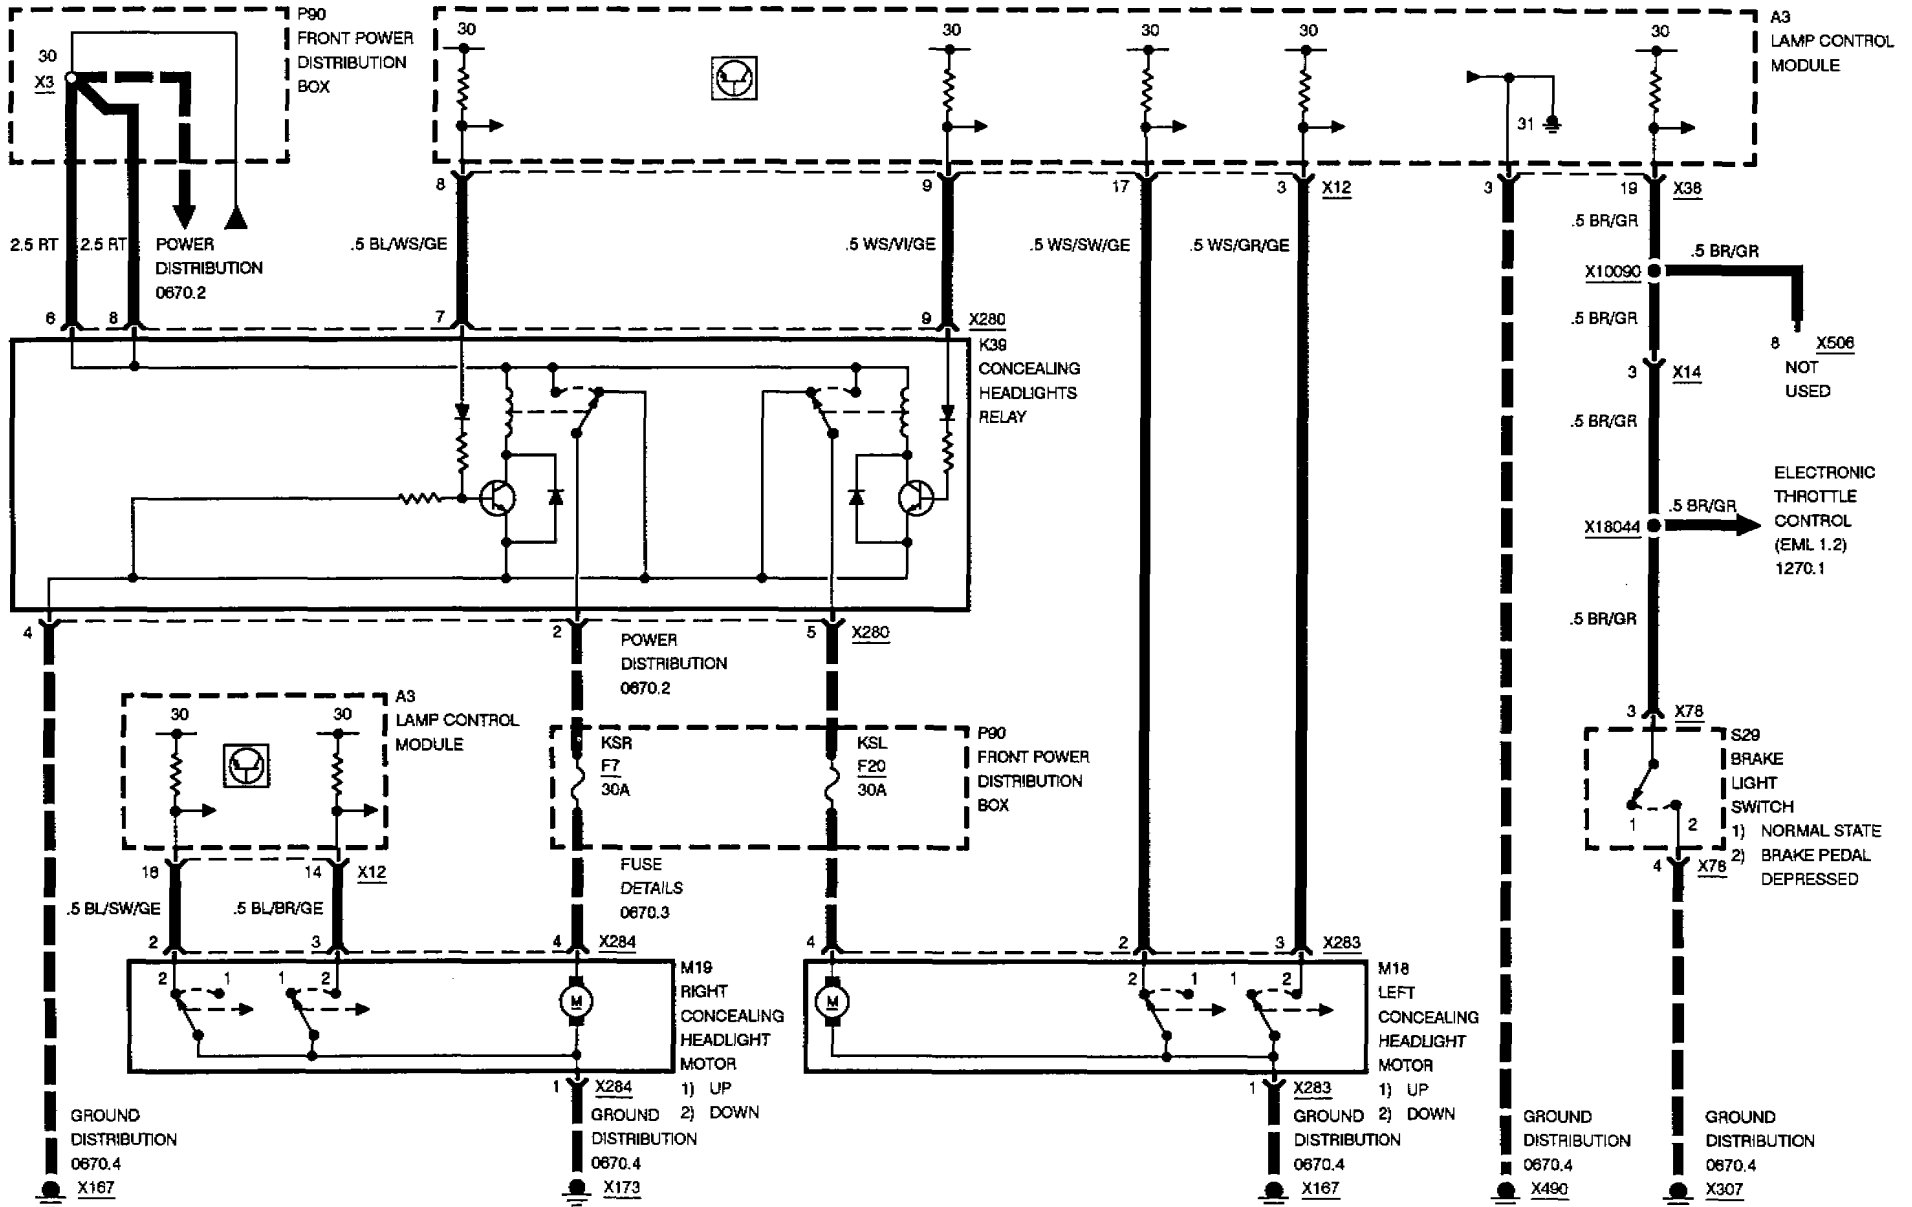 P90
FRONT POWER
DISTRIBUTION
BOX
30
X3
30
30
30
30
30
31
A3
LAMP CONTROL
MODULE
8
9
17
3
X12
3
19
X38
2.5 RT
2.5 RT
POWER
DISTRIBUTION
0670.2
.5 BL/WS/GE
.5 WS/VI/GE
.5 WS/SW/GE
.5 WS/GR/GE
.5 BR/GR
.5 BR/GR
X10090
.5 BR/GR
8
X506
NOT
USED
3
X14
.5 BR/GR
6
8
7
9
X280
K39
CONCEALING
HEADLIGHTS
RELAY
ELECTRONIC
THROTTLE
CONTROL
(EML 1.2)
1270.1
.5 BR/GR
X18044
.5 BR/GR
4
2
5
X280
POWER
DISTRIBUTION
0670.2
A3
LAMP CONTROL
MODULE
30
30
KSR
F7
30A
KSL
F20
30A
P90
FRONT POWER
DISTRIBUTION
BOX
3
X78
S29
BRAKE
LIGHT
SWITCH
1) NORMAL STATE
2) BRAKE PEDAL
DEPRESSED
1
2
4
X78
18
14
X12
FUSE
DETAILS
0670.3
.5 BL/SW/GE
.5 BL/BR/GE
2
3
4
X284
4
2
3
X283
2
1
1
2
M
M19
RIGHT
CONCEALING
HEADLIGHT
MOTOR
1) UP
2) DOWN
M
2
1
1
2
M18
LEFT
CONCEALING
HEADLIGHT
MOTOR
1) UP
2) DOWN
1
X284
1
X283
GROUND
DISTRIBUTION
0670.4
X167
GROUND
DISTRIBUTION
0670.4
X173
GROUND
DISTRIBUTION
0670.4
X167
GROUND
DISTRIBUTION
0670.4
X490
GROUND
DISTRIBUTION
0670.4
X307